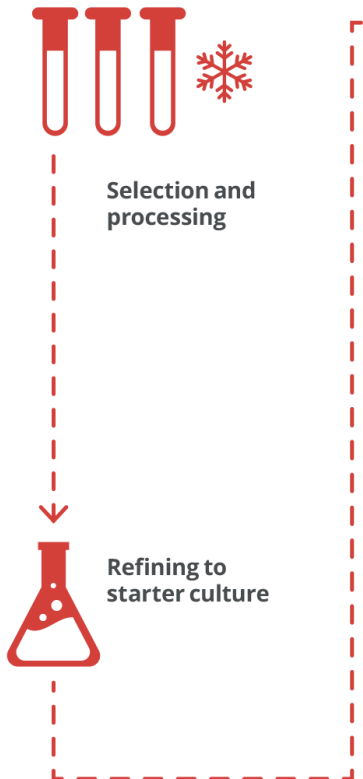 Selection and
processing
Refining to
starter culture